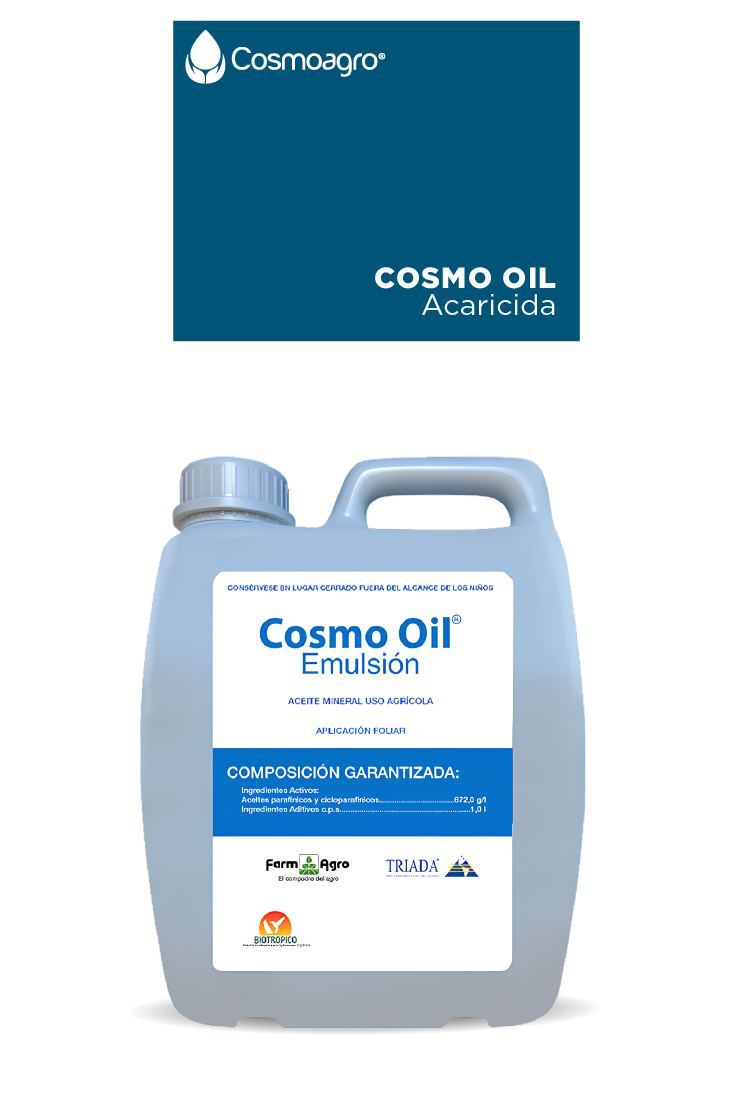 Cosmoagro®
COSMO OIL
Acaricida
CONSÉRVESE EN LUGAR CERRADO FUERA DEL ALCANCE DE LOS NIÑOS
Cosmo Oil®
Emulsión
ACEITE MINERAL USO AGRÍCOLA
APLICACIÓN FOLIAR
COMPOSICIÓN GARANTIZADA:
Ingredientes Activos:
Aceites parafínicos y cicloparafínicos.................................672,0 g/l
Ingredientes Aditivos c.p.s..........................................................1,0 l
Farm Agro
El compadre del agro
TRIADA®
BIOTROPICO